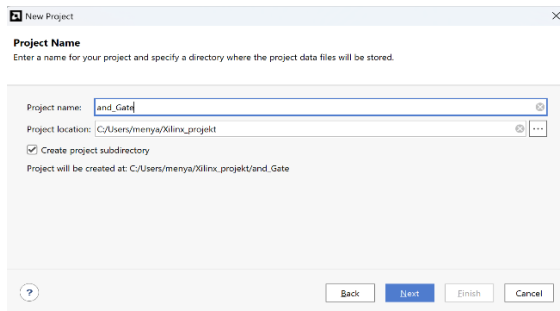 New Project
Project Name
Enter a name for your project and specify a directory where the project data files will be stored.
Project name: and_Gate
Project location: C:/Users/menya/Xilinx_projekt
Create project subdirectory
Project will be created at: C:/Users/menya/Xilinx_projekt/and_Gate
? Back Next Finish Cancel